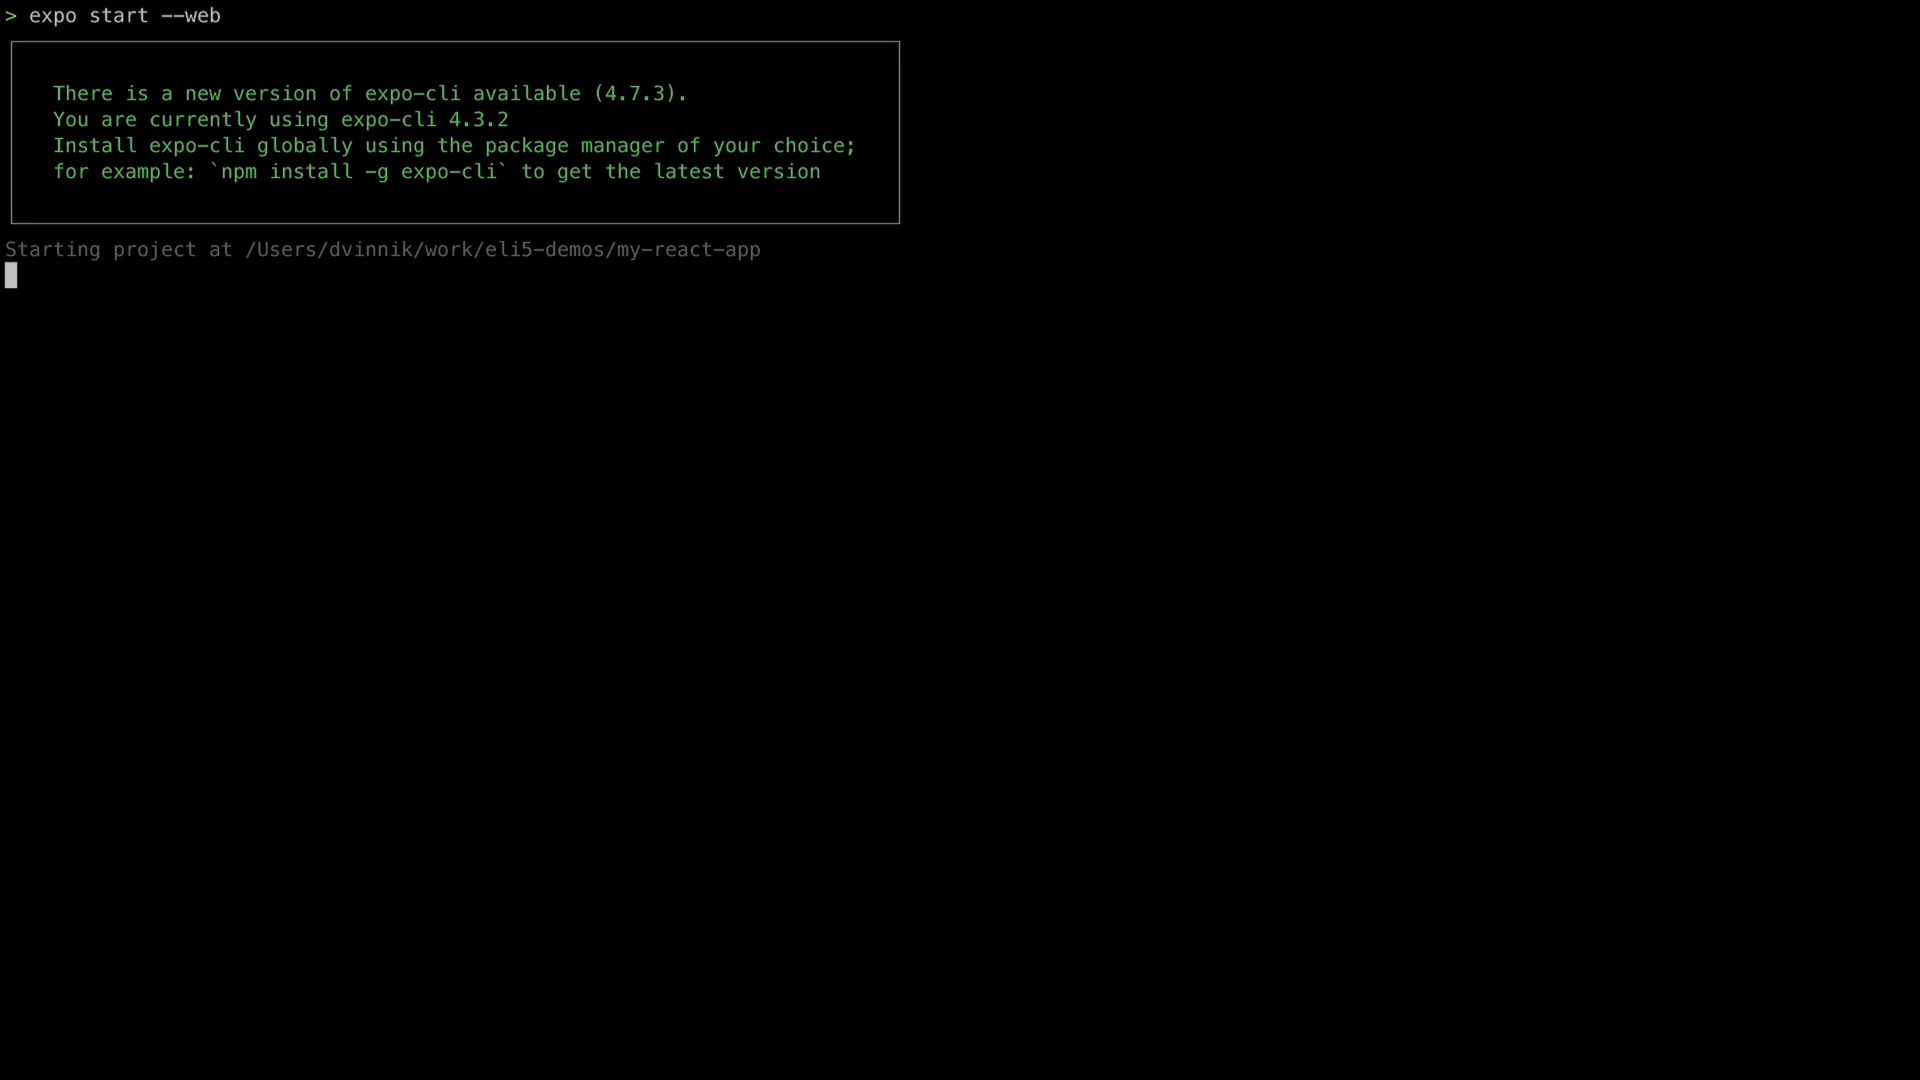 > expo start --web
There is a new version of expo-cli available (4.7.3).
You are currently using expo-cli 4.3.2
Install expo-cli globally using the package manager of your choice;
for example: `npm install -g expo-cli` to get the latest version
Starting project at /Users/dvinnik/work/eli5-demos/my-react-app